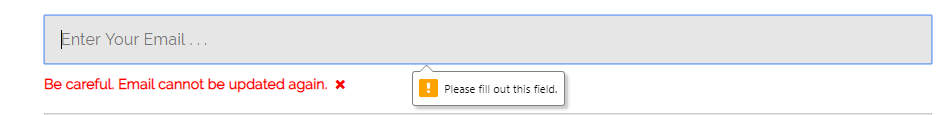 Enter Your Email . . .
Be careful. Email cannot be updated again. ✖
Please fill out this field.